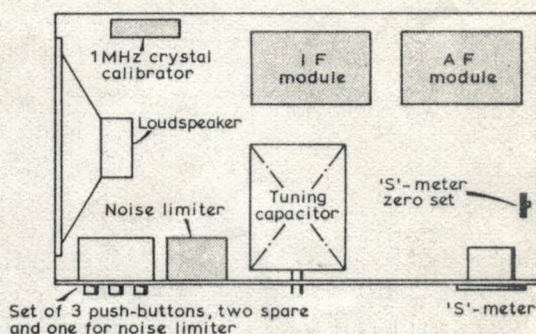 1MHz crystal
calibrator
I F
module
A F
module
Loudspeaker
Tuning
capacitor
'S'-meter
zero set
Noise limiter
Set of 3 push-buttons, two spare
and one for noise limiter
'S'-meter